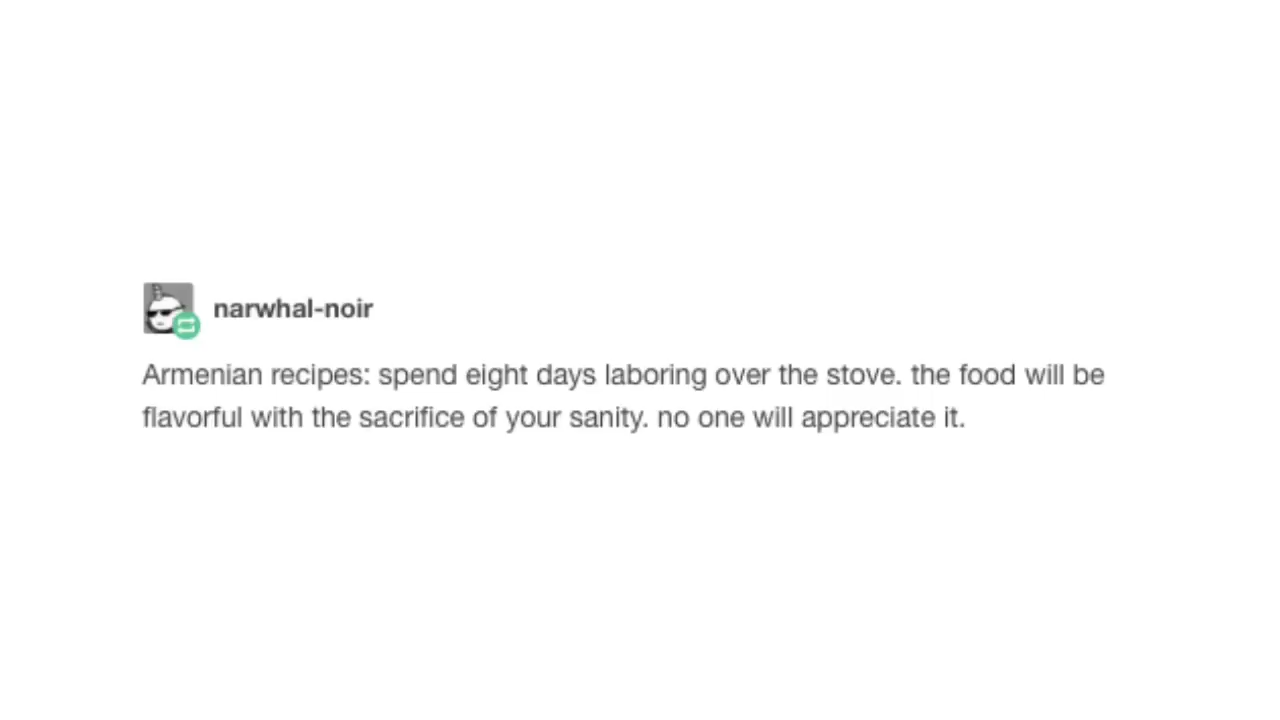 narwhal-noir
Armenian recipes: spend eight days laboring over the stove. the food will be
flavorful with the sacrifice of your sanity. no one will appreciate it.